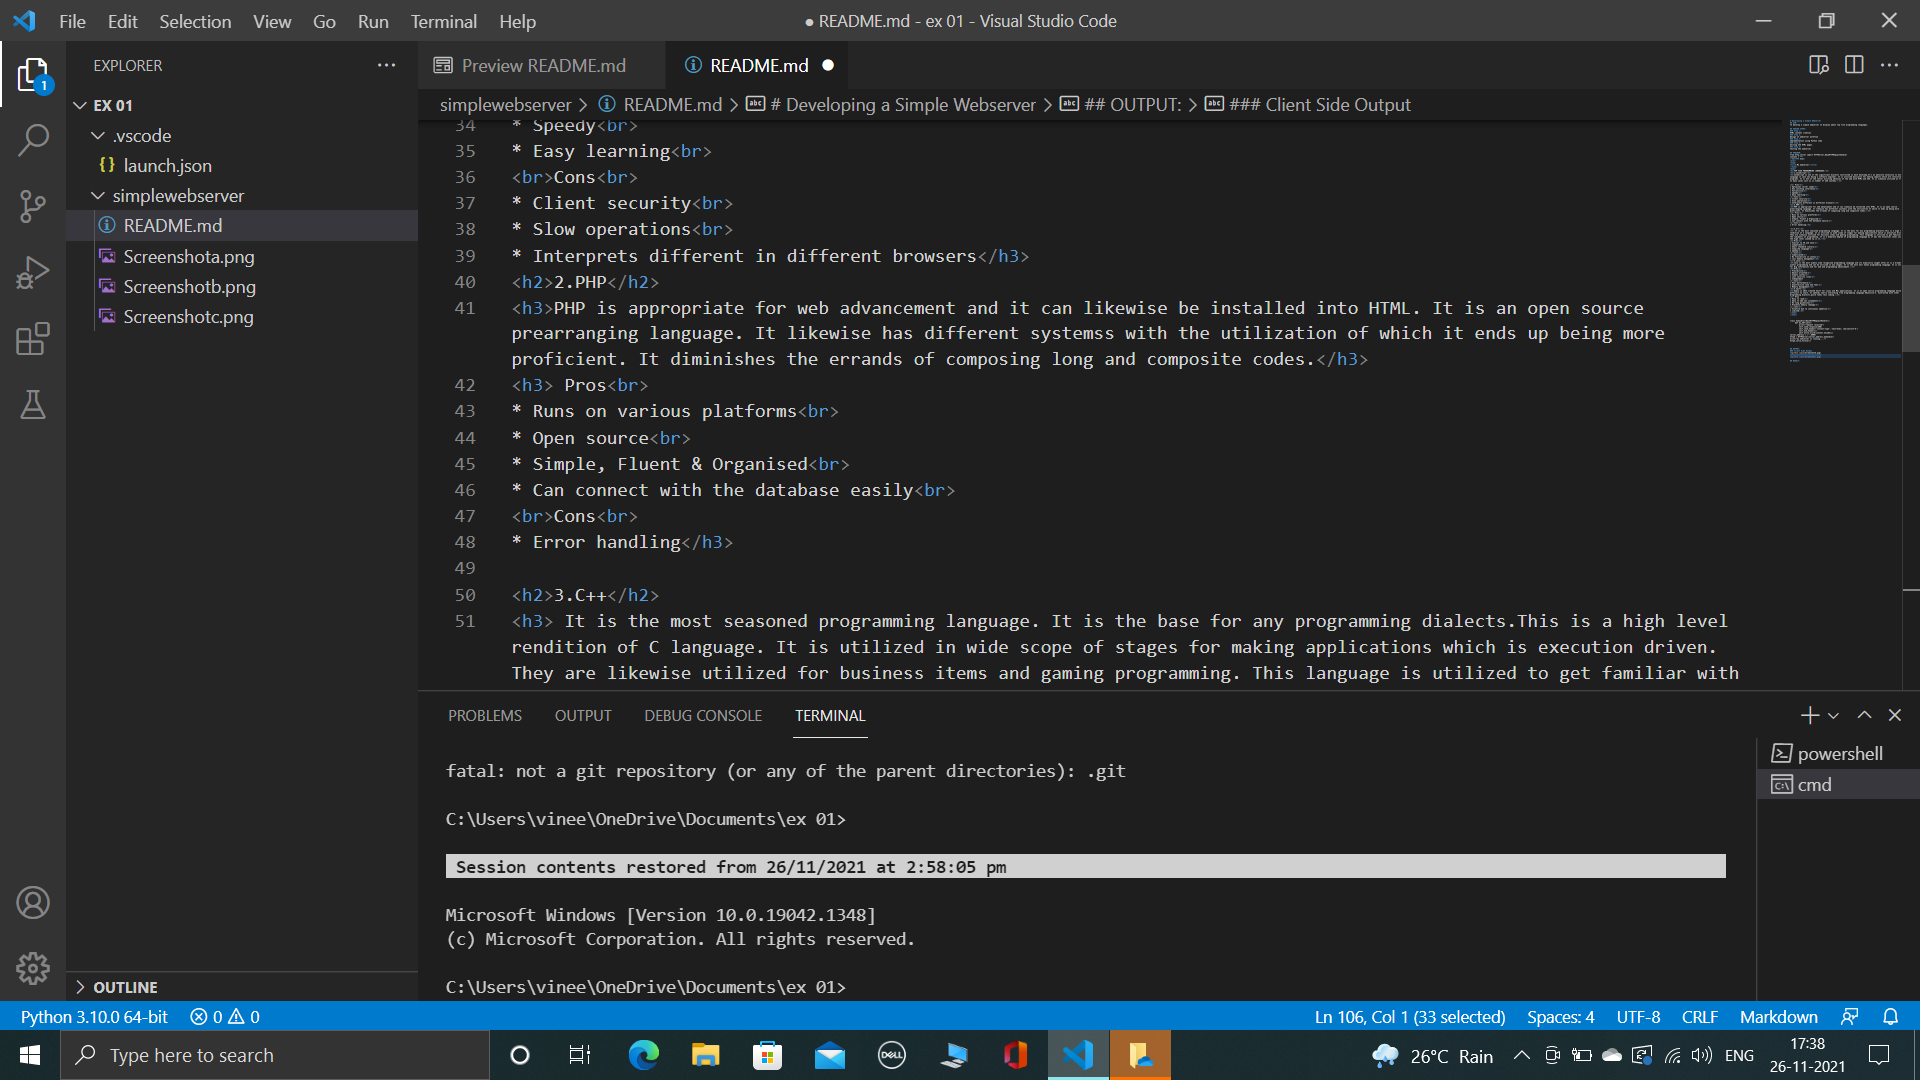 File Edit Selection View Go Run Terminal Help
● README.md - ex 01 - Visual Studio Code
EXPLORER
1
EX 01
.vscode
{} launch.json
simplewebserver
README.md
Screenshota.png
Screenshotb.png
Screenshotc.png
OUTLINE
Preview README.md
README.md ●
simplewebserver > README.md > # Developing a Simple Webserver > ## OUTPUT: > ### Client Side Output
34 * Speedy<br>
35 * Easy learning<br>
36 <br>Cons<br>
37 * Client security<br>
38 * Slow operations<br>
39 * Interprets different in different browsers</h3>
40 <h2>2.PHP</h2>
41 <h3>PHP is appropriate for web advancement and it can likewise be installed into HTML. It is an open source
prearranging language. It likewise has different systemss with the utilization of which it ends up being more
proficient. It diminishes the errands of composing long and composite codes.</h3>
42 <h3> Pros<br>
43 * Runs on various platforms<br>
44 * Open source<br>
45 * Simple, Fluent & Organised<br>
46 * Can connect with the database easily<br>
47 <br>Cons<br>
48 * Error handling</h3>
49
50 <h2>3.C++</h2>
51 <h3> It is the most seasoned programming language. It is the base for any programming dialects.This is a high level
rendition of C language. It is utilized in wide scope of stages for making applications which is execution driven.
They are likewise utilized for business items and gaming programming. This language is utilized to get familiar with
PROBLEMS OUTPUT DEBUG CONSOLE TERMINAL
fatal: not a git repository (or any of the parent directories): .git
C:\Users\vinee\OneDrive\Documents\ex 01>
Session contents restored from 26/11/2021 at 2:58:05 pm
Microsoft Windows [Version 10.0.19042.1348]
(c) Microsoft Corporation. All rights reserved.
C:\Users\vinee\OneDrive\Documents\ex 01>
powershell
cmd
Python 3.10.0 64-bit 0 0
Ln 106, Col 1 (33 selected) Spaces: 4 UTF-8 CRLF Markdown
Type here to search
DELL
26°C Rain
ENG
17:38
26-11-2021